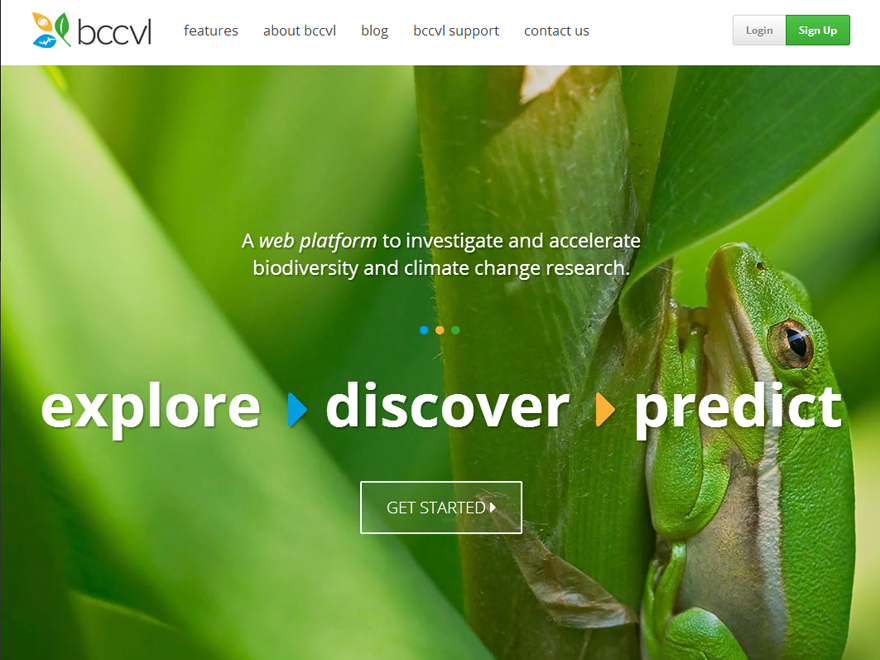 bccvl
features
about bccvl
blog
bccvl support
contact us
Login
Sign Up
A web platform to investigate and accelerate
biodiversity and climate change research.
explore discover predict
GET STARTED